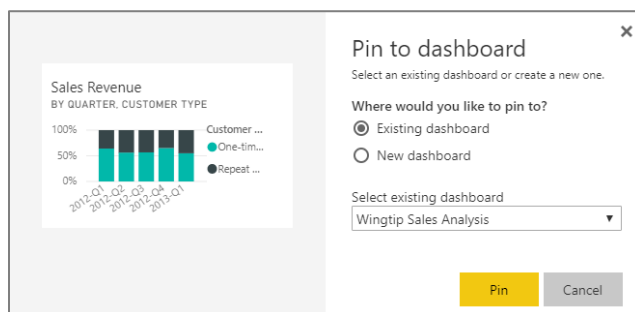 Sales Revenue
BY QUARTER, CUSTOMER TYPE
100%
50%
0%
2012-Q1
2012-Q2
2012-Q3
2012-Q4
2013-Q1
Customer ...
One-tim...
Repeat ...
Pin to dashboard
Select an existing dashboard or create a new one.
Where would you like to pin to?
Existing dashboard
New dashboard
Select existing dashboard
Wingtip Sales Analysis
Pin
Cancel